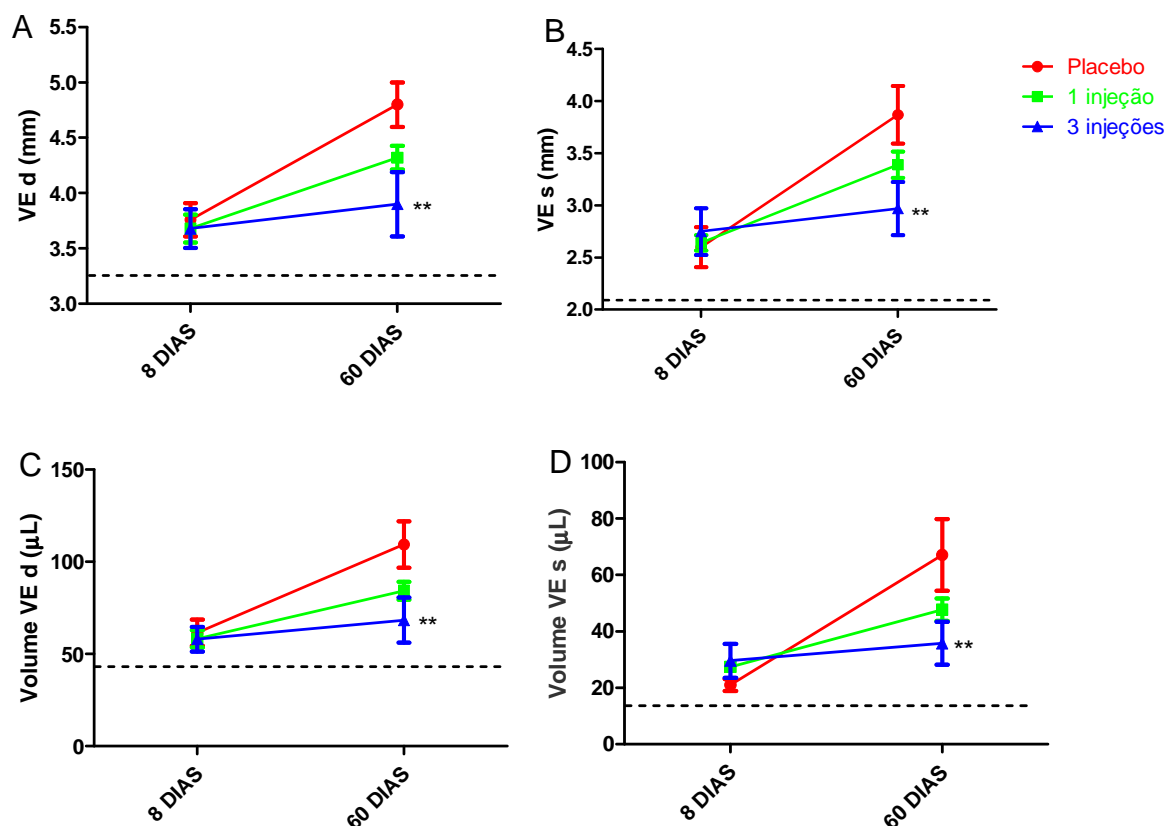 A
VE d (mm)
5.5
5.0
4.5
4.0
3.5
3.0
**
8 DIAS
60 DIAS
B
VE s (mm)
4.5
4.0
3.5
3.0
2.5
2.0
**
8 DIAS
60 DIAS
Placebo
1 injeção
3 injeções
C
Volume VE d (µL)
150
100
50
0
**
8 DIAS
60 DIAS
D
Volume VE s (µL)
100
80
60
40
20
0
**
8 DIAS
60 DIAS